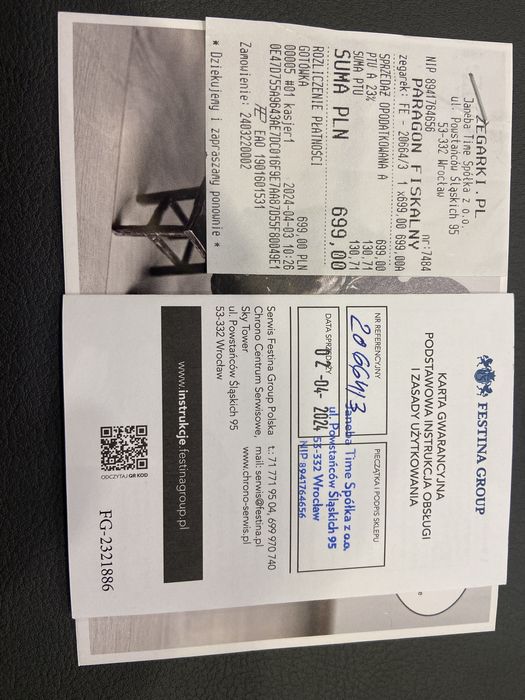 ZEGARKI.PL
Janeba Time Spółka z o.o.
ul. Powstańców Śląskich 95
53-332 Wrocław
NIP 8941764656 nr:7484
PARAGON FISKALNY
zegarek: FE - 20664/3 1 x699,00 699,00A
SPRZEDAŻ OPODATKOWANA A 699,00
PTU A 23% 130,71
SUMA PTU 130,71
SUMA PLN 699,00
ROZLICZENIE PŁATNOŚCI
GOTÓWKA 699,00 PLN
00005 #01 kasjer1 2024-04-03 10:26
0E47D755A9643AE7DC016F9E7AA87D55F80049E1
EAO 1901601531
Zamówienie: 2403220002
* Dziękujemy i zapraszamy ponownie *
FESTINA GROUP
KARTA GWARANCYJNA
PODSTAWOWA INSTRUKCJA OBSŁUGI
I ZASADY UŻYTKOWANIA
NR REFERENCYJNY
20664/3
DATA SPRZEDAŻY
02-04-2024
PIECZĄTKA I PODPIS SKLEPU
Janeba Time Spółka z o.o.
ul. Powstańców Śląskich 95
53-332 Wrocław
NIP 8941764656
Serwis Festina Group Polska
Chrono Centrum Serwisowe,
Sky Tower
ul. Powstańców Śląskich 95
53-332 Wrocław
t.: 71 771 95 04, 699 970 740
mail: serwis@festina.pl
www.chrono-serwis.pl
www.instrukcje.festinagroup.pl
ODCZYTAJ QR KOD
FG-2321886